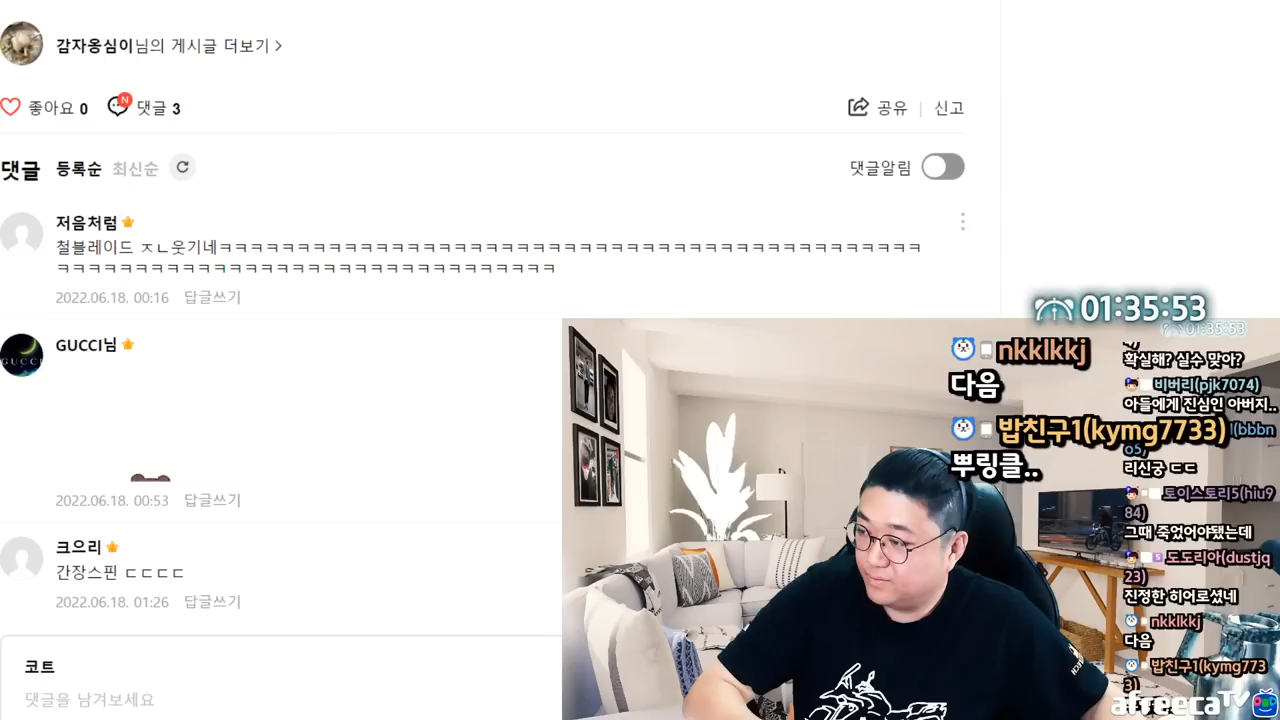 감자옹심이님의 게시글 더보기 >
좋아요 0 댓글 3 공유 | 신고
댓글 등록순 최신순 댓글알림
저음처럼
철블레이드 ㅈㄴ웃기네ㅋㅋㅋㅋㅋㅋㅋㅋㅋㅋㅋㅋㅋㅋㅋㅋㅋㅋㅋㅋㅋㅋㅋㅋㅋㅋㅋㅋㅋㅋㅋㅋㅋㅋㅋㅋㅋㅋㅋㅋㅋㅋㅋㅋㅋ
ㅋㅋㅋㅋㅋㅋㅋㅋㅋㅋㅋㅋㅋㅋㅋㅋㅋㅋㅋㅋㅋㅋㅋㅋㅋㅋㅋㅋㅋㅋㅋㅋ
2022.06.18. 00:16 답글쓰기
GUCCI님
GUCCI
2022.06.18. 00:53 답글쓰기
크으리
간장스핀 ㄷㄷㄷㄷ
2022.06.18. 01:26 답글쓰기
코트
댓글을 남겨보세요
01:35:53
01:35:53
nkklkkj
다음
밥친구1(kymg7733)
뿌링클..
확실해? 실수 맞아?
비버리(pjk7074)
아들에게 진심인 아버지..
(bbbn
o5)
리신궁 ㄷㄷ
토이스토리5(hiu9
84)
그때 죽었어야됐는데
도도리아(dustjq
23)
진정한 히어로셨네
nkklkkj
다음
밥친구1(kymg773
3)
afreecaTV